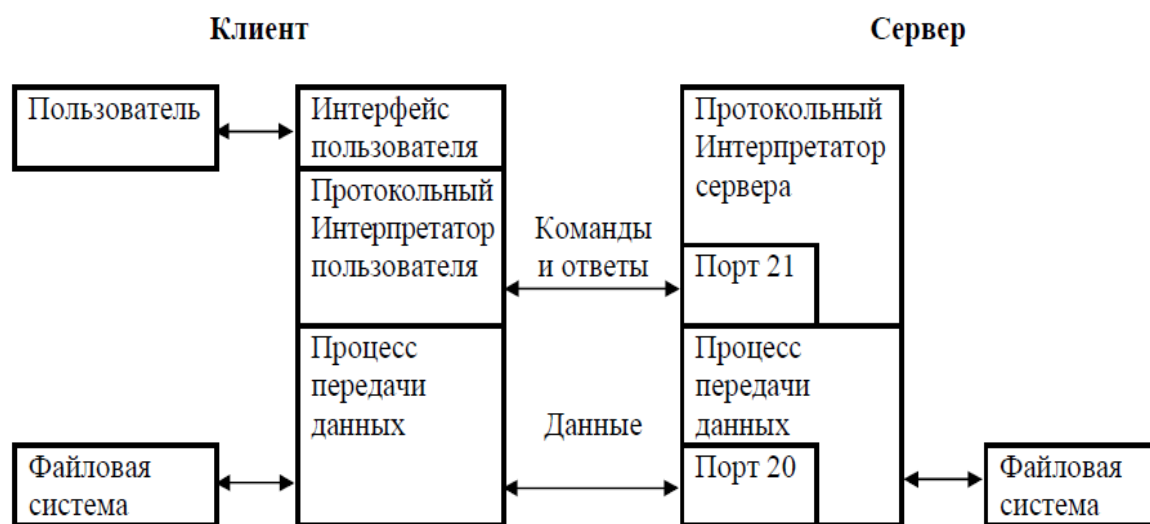 Клиент
Сервер
Пользователь
Интерфейс
пользователя
Протокольный
Интерпретатор
пользователя
Процесс
передачи
данных
Файловая
система
Команды
и ответы
Данные
Протокольный
Интерпретатор
сервера
Порт 21
Процесс
передачи
данных
Порт 20
Файловая
система